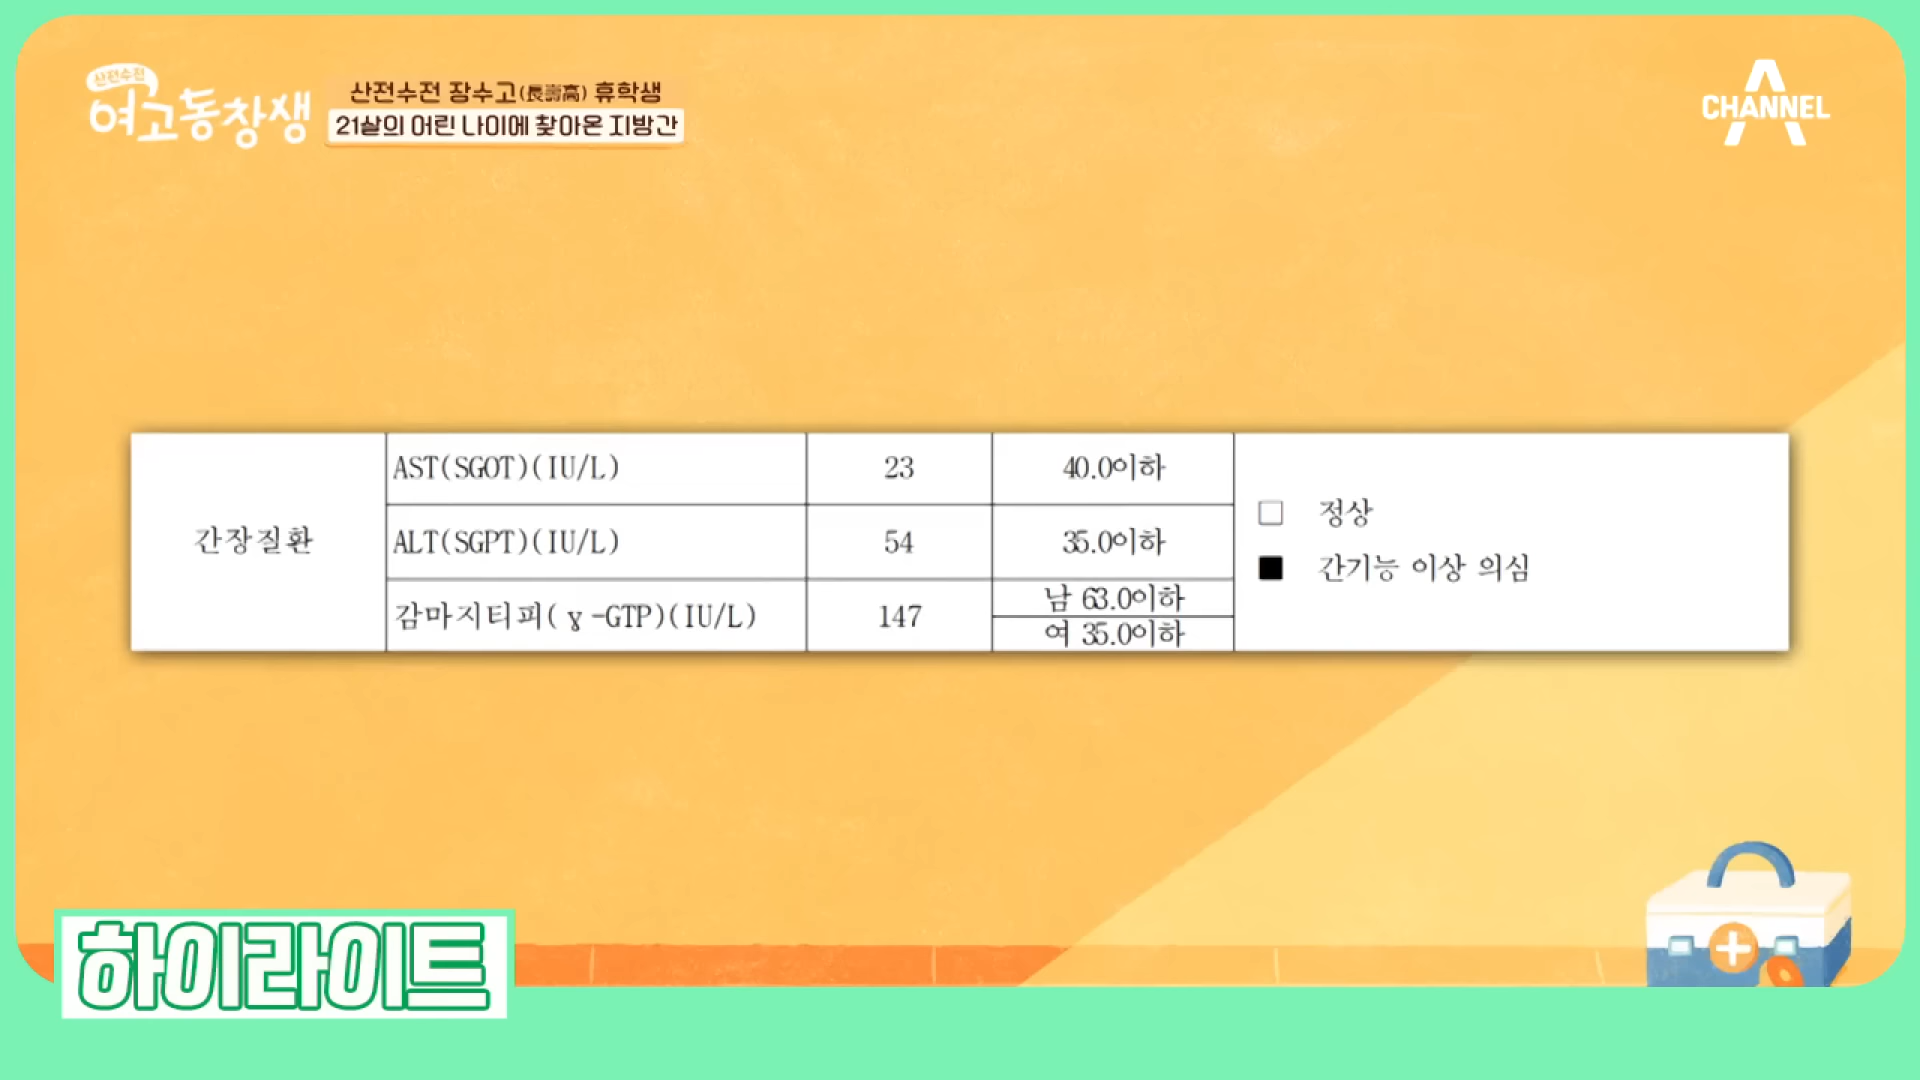 산전수전
여고동창생
산전수전 장수고(長壽高) 휴학생
21살의 어린 나이에 찾아온 지방간
CHANNEL A
간장질환
AST(SGOT)(IU/L) 23 40.0이하
ALT(SGPT)(IU/L) 54 35.0이하
감마지티피(γ-GTP)(IU/L) 147 남 63.0이하
여 35.0이하
□ 정상
■ 간기능 이상 의심
하이라이트